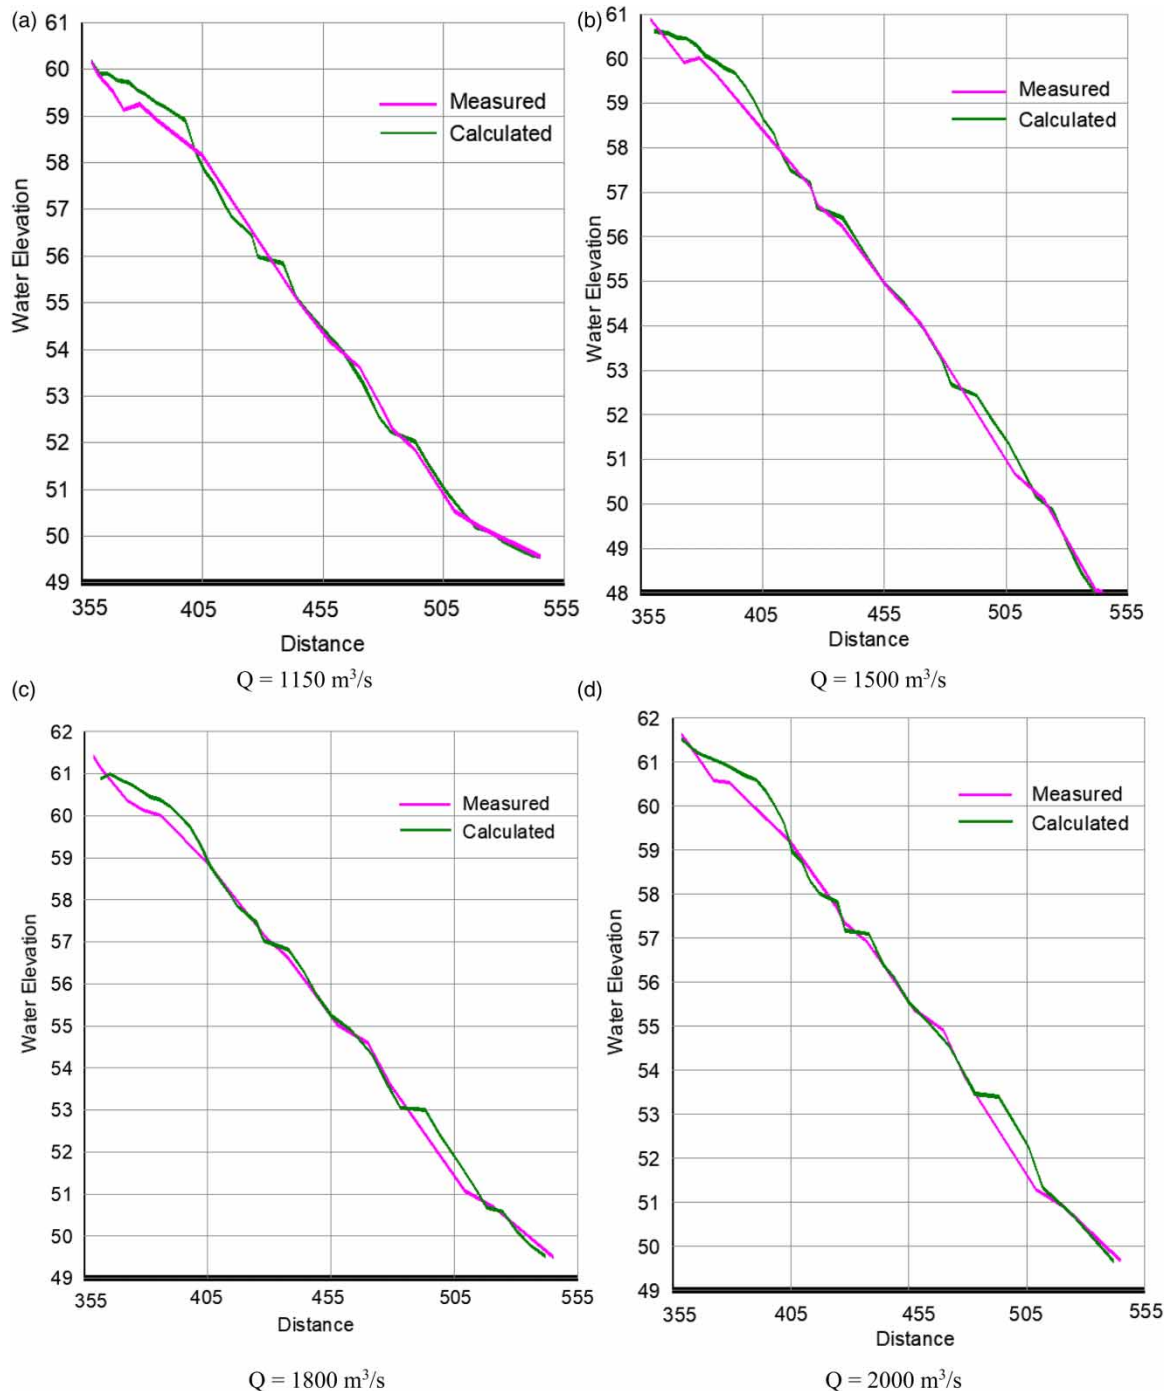 (a)
61
60
59
58
57
56
55
54
53
52
51
50
49
Water Elevation
Measured
Calculated
355 405 455 505 555
Distance
Q = 1150 m³/s
(b)
61
60
59
58
57
56
55
54
53
52
51
50
49
48
Water Elevation
Measured
Calculated
355 405 455 505 555
Distance
Q = 1500 m³/s
(c)
62
61
60
59
58
57
56
55
54
53
52
51
50
49
Water Elevation
Measured
Calculated
355 405 455 505 555
Distance
Q = 1800 m³/s
(d)
62
61
60
59
58
57
56
55
54
53
52
51
50
49
Water Elevation
Measured
Calculated
355 405 455 505 555
Distance
Q = 2000 m³/s